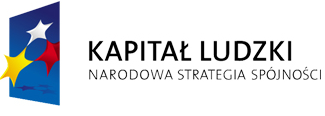 KAPITAŁ LUDZKI
NARODOWA STRATEGIA SPÓJNOŚCI